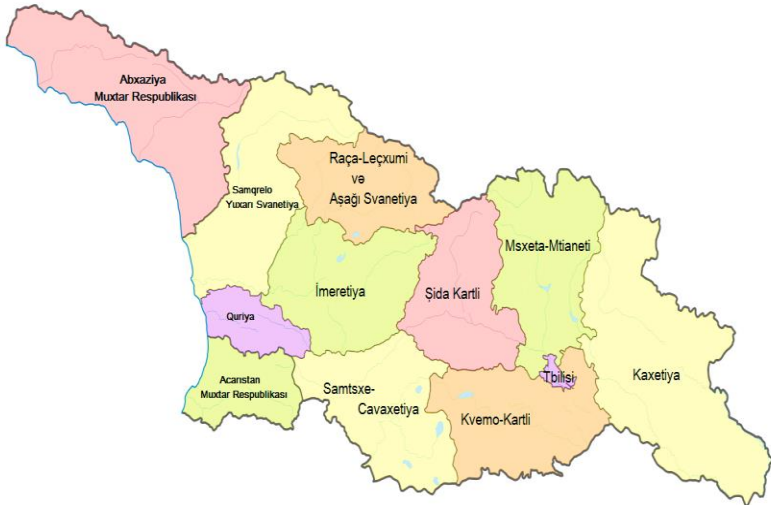 Abxaziya
Muxtar Respublikası
Raça-Leçxumi
və
Aşağı Svanetiya
Samqrelo
Yuxarı Svanetiya
Msxeta-Mtianeti
İmeretiya
Şida Kartli
Quriya
Acarıstan
Muxtar Respublikası
Samtsxe-
Cavaxetiya
Tbilisi
Kaxetiya
Kvemo-Kartli